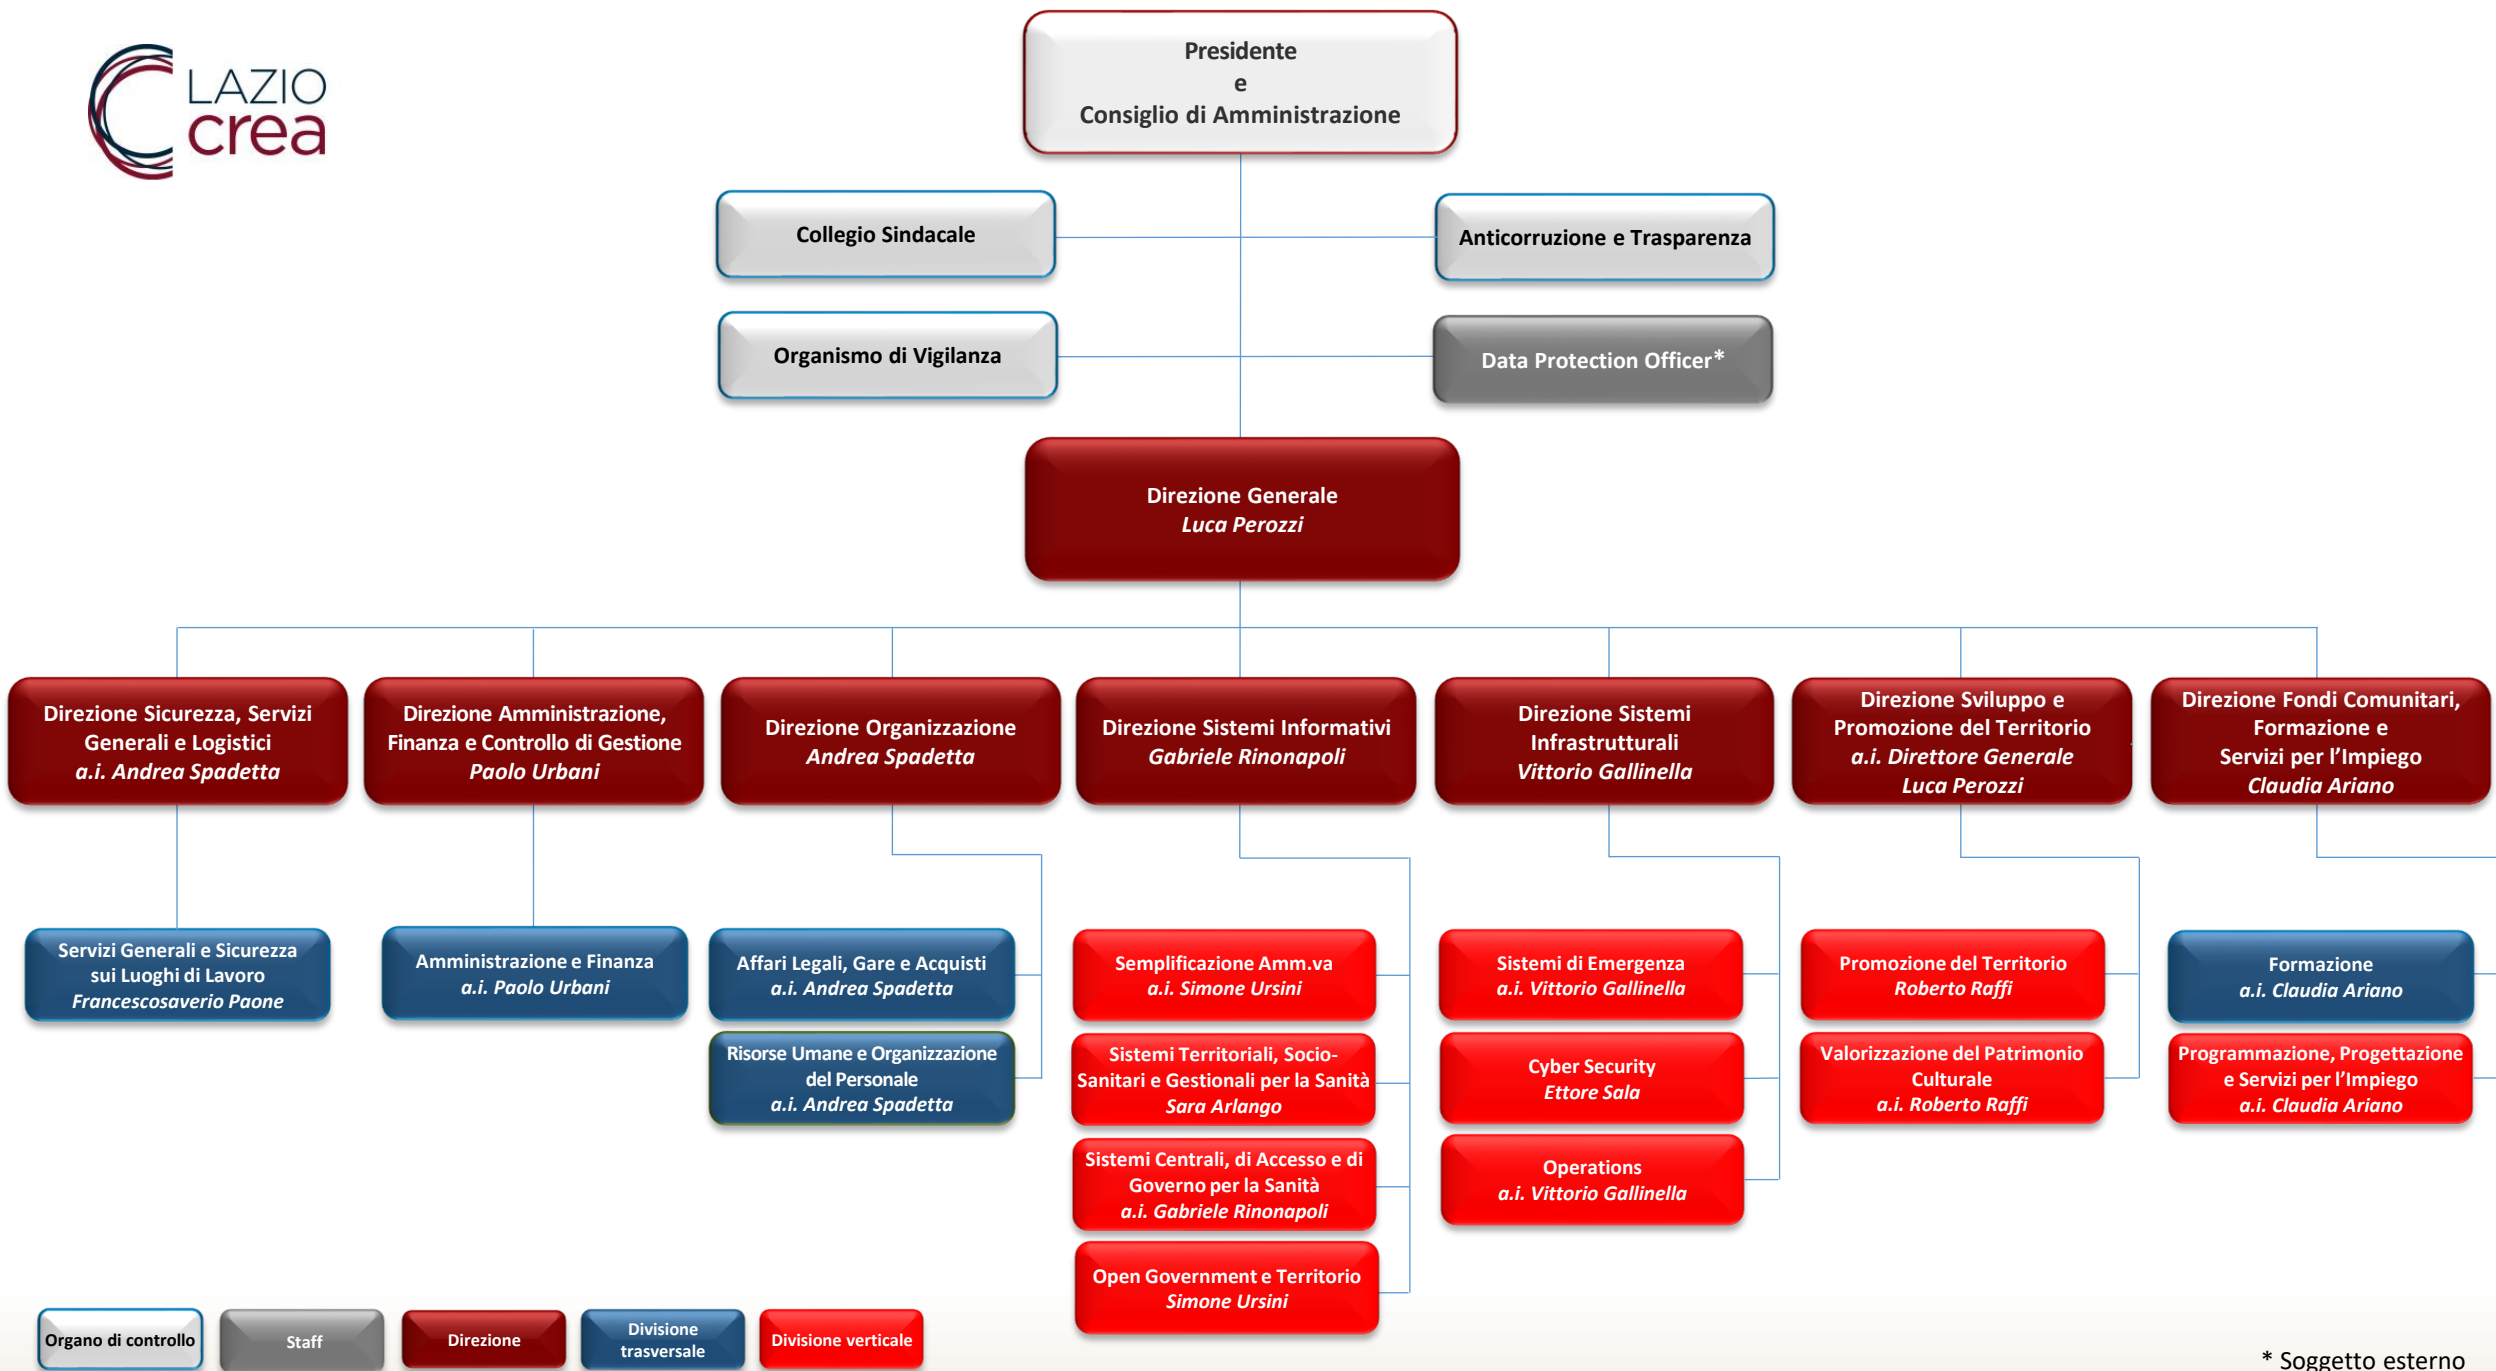 LAZIO
crea
Presidente
e
Consiglio di Amministrazione
Collegio Sindacale
Anticorruzione e Trasparenza
Organismo di Vigilanza
Data Protection Officer*
Direzione Generale
Luca Perozzi
Direzione Sicurezza, Servizi
Generali e Logistici
a.i. Andrea Spadetta
Direzione Amministrazione,
Finanza e Controllo di Gestione
Paolo Urbani
Direzione Organizzazione
Andrea Spadetta
Direzione Sistemi Informativi
Gabriele Rinonapoli
Direzione Sistemi
Infrastrutturali
Vittorio Gallinella
Direzione Sviluppo e
Promozione del Territorio
a.i. Direttore Generale
Luca Perozzi
Direzione Fondi Comunitari,
Formazione e
Servizi per l’Impiego
Claudia Ariano
Servizi Generali e Sicurezza
sui Luoghi di Lavoro
Francescosaverio Paone
Amministrazione e Finanza
a.i. Paolo Urbani
Affari Legali, Gare e Acquisti
a.i. Andrea Spadetta
Risorse Umane e Organizzazione
del Personale
a.i. Andrea Spadetta
Semplificazione Amm.va
a.i. Simone Ursini
Sistemi Territoriali, Socio-
Sanitari e Gestionali per la Sanità
Sara Arlango
Sistemi Centrali, di Accesso e di
Governo per la Sanità
a.i. Gabriele Rinonapoli
Open Government e Territorio
Simone Ursini
Sistemi di Emergenza
a.i. Vittorio Gallinella
Cyber Security
Ettore Sala
Operations
a.i. Vittorio Gallinella
Promozione del Territorio
Roberto Raffi
Valorizzazione del Patrimonio
Culturale
a.i. Roberto Raffi
Formazione
a.i. Claudia Ariano
Programmazione, Progettazione
e Servizi per l’Impiego
a.i. Claudia Ariano
Organo di controllo
Staff
Direzione
Divisione
trasversale
Divisione verticale
* Soggetto esterno